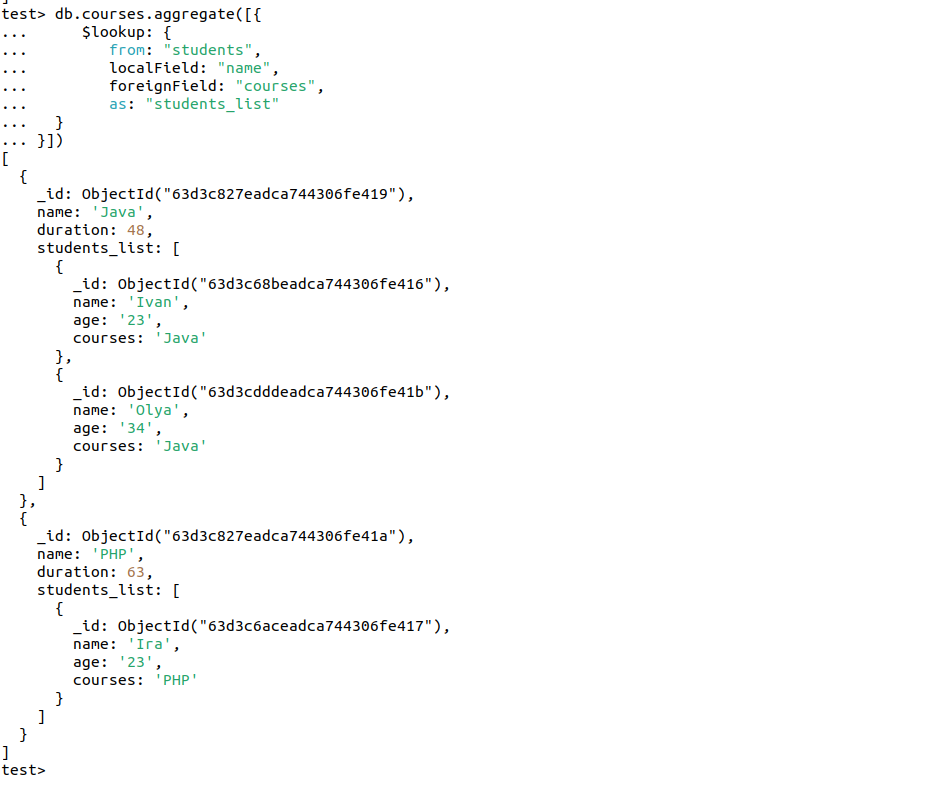 ]
test> db.courses.aggregate([{
...      $lookup: {
...         from: "students",
...         localField: "name",
...         foreignField: "courses",
...         as: "students_list"
...   }
... }])
[
  {
    _id: ObjectId("63d3c827eadca744306fe419"),
    name: 'Java',
    duration: 48,
    students_list: [
      {
        _id: ObjectId("63d3c68beadca744306fe416"),
        name: 'Ivan',
        age: '23',
        courses: 'Java'
      },
      {
        _id: ObjectId("63d3cdddeadca744306fe41b"),
        name: 'Olya',
        age: '34',
        courses: 'Java'
      }
    ]
  },
  {
    _id: ObjectId("63d3c827eadca744306fe41a"),
    name: 'PHP',
    duration: 63,
    students_list: [
      {
        _id: ObjectId("63d3c6aceadca744306fe417"),
        name: 'Ira',
        age: '23',
        courses: 'PHP'
      }
    ]
  }
]
test>